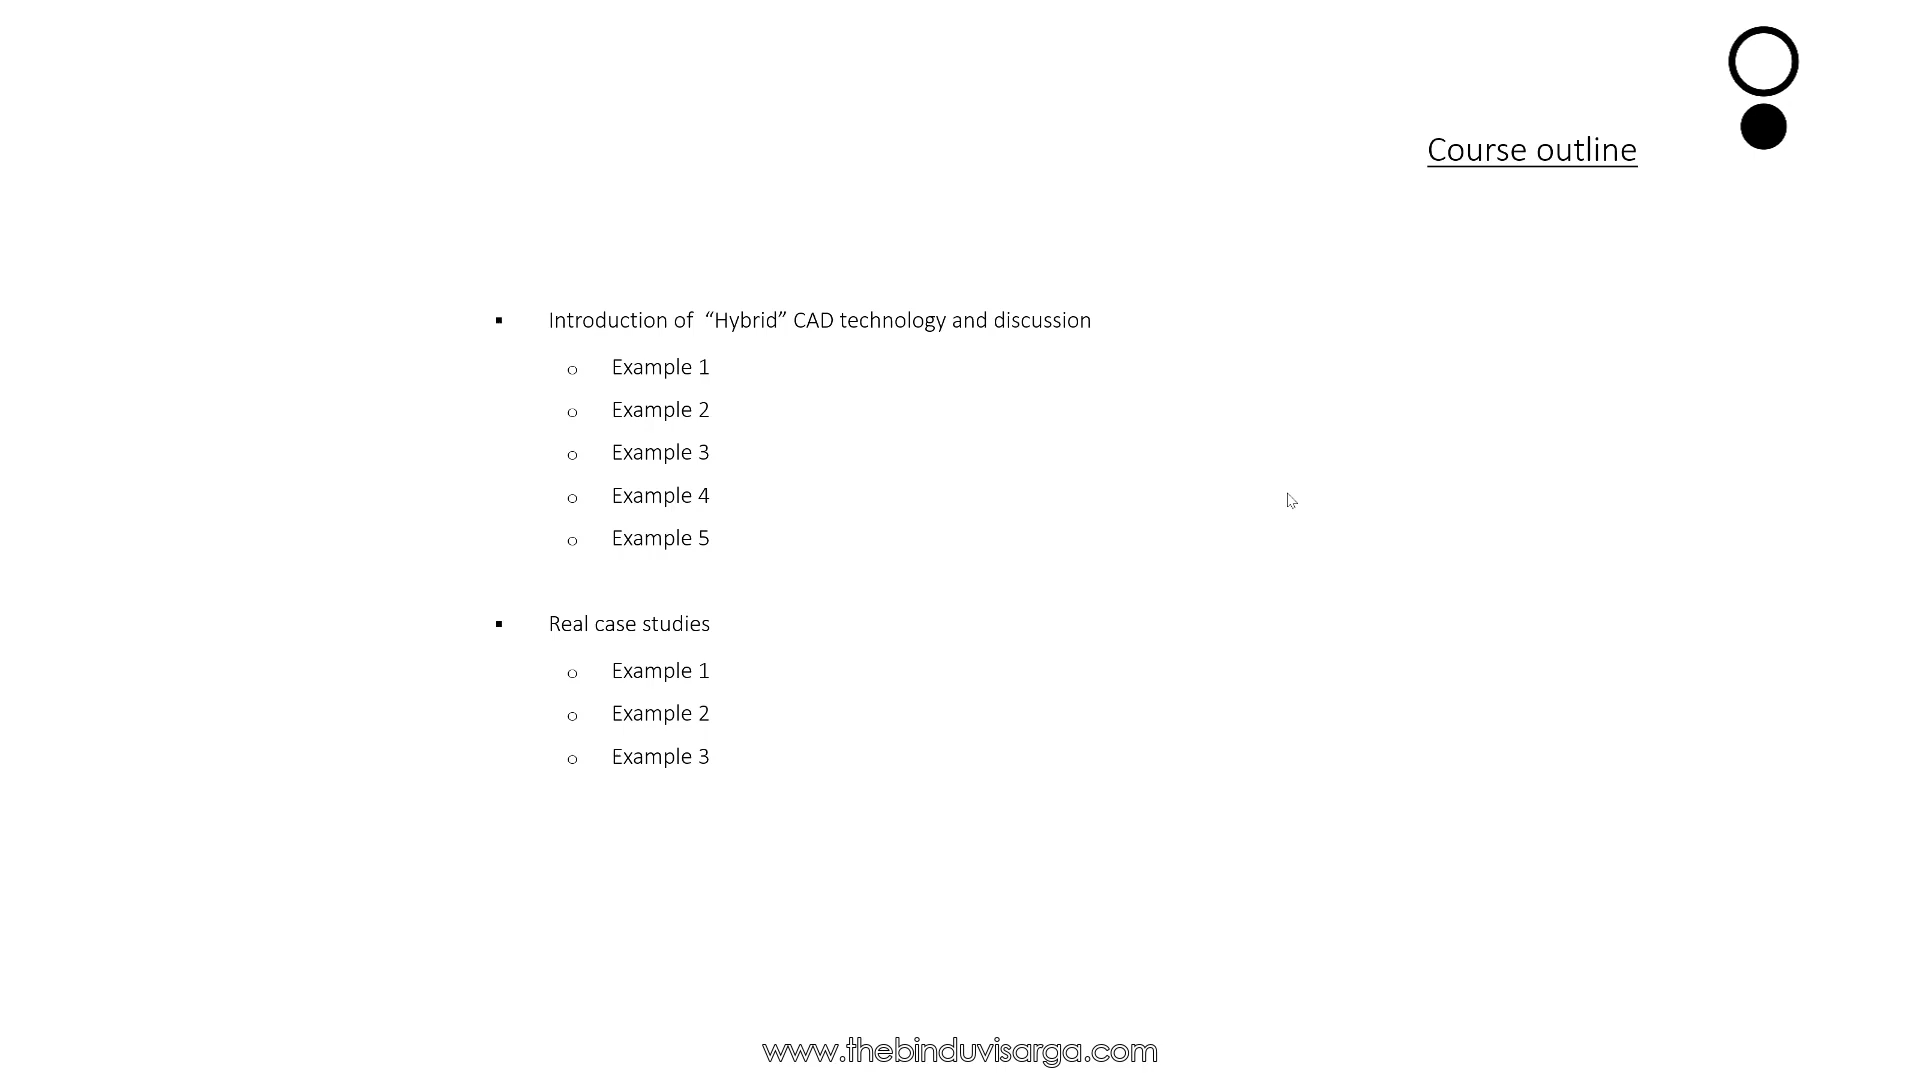 Course outline
▪ Introduction of “Hybrid” CAD technology and discussion
o Example 1
o Example 2
o Example 3
o Example 4
o Example 5
▪ Real case studies
o Example 1
o Example 2
o Example 3
www.thebinduvisarga.com